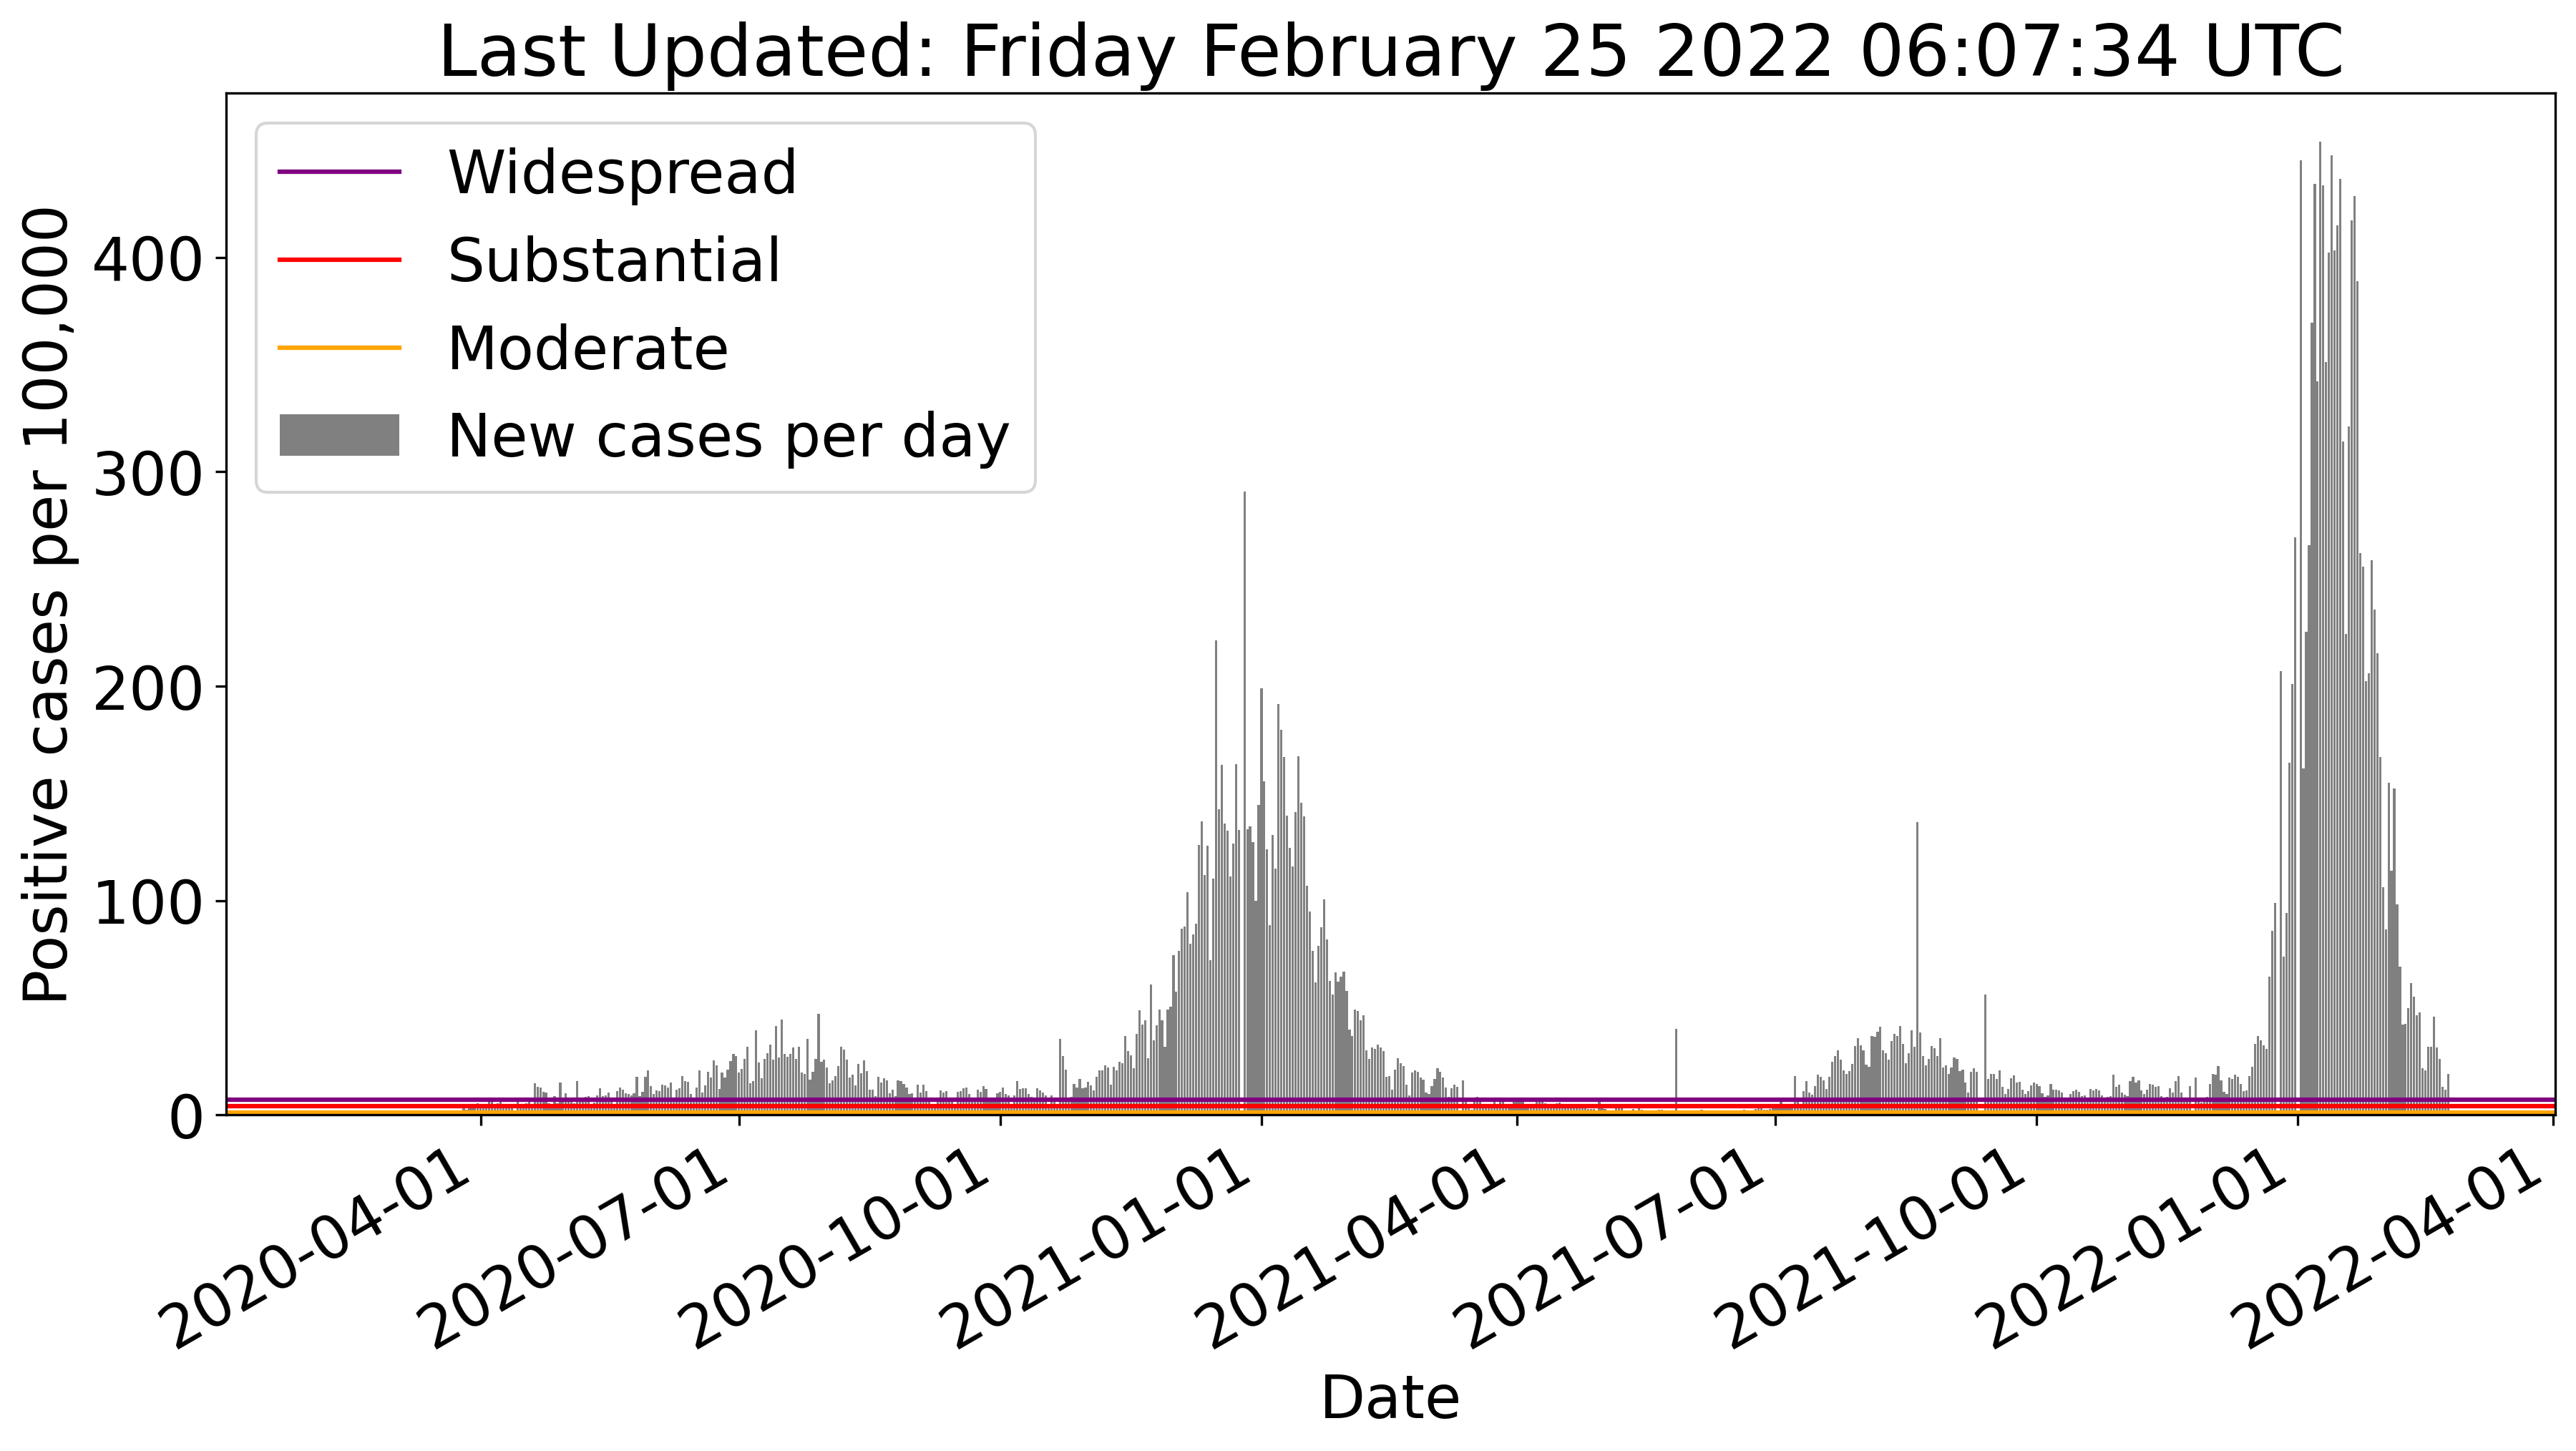 Last Updated: Friday February 25 2022 06:07:34 UTC
Widespread
Substantial
Moderate
New cases per day
Positive cases per 100,000
400
300
200
100
0
2020-04-01
2020-07-01
2020-10-01
2021-01-01
2021-04-01
2021-07-01
2021-10-01
2022-01-01
2022-04-01
Date